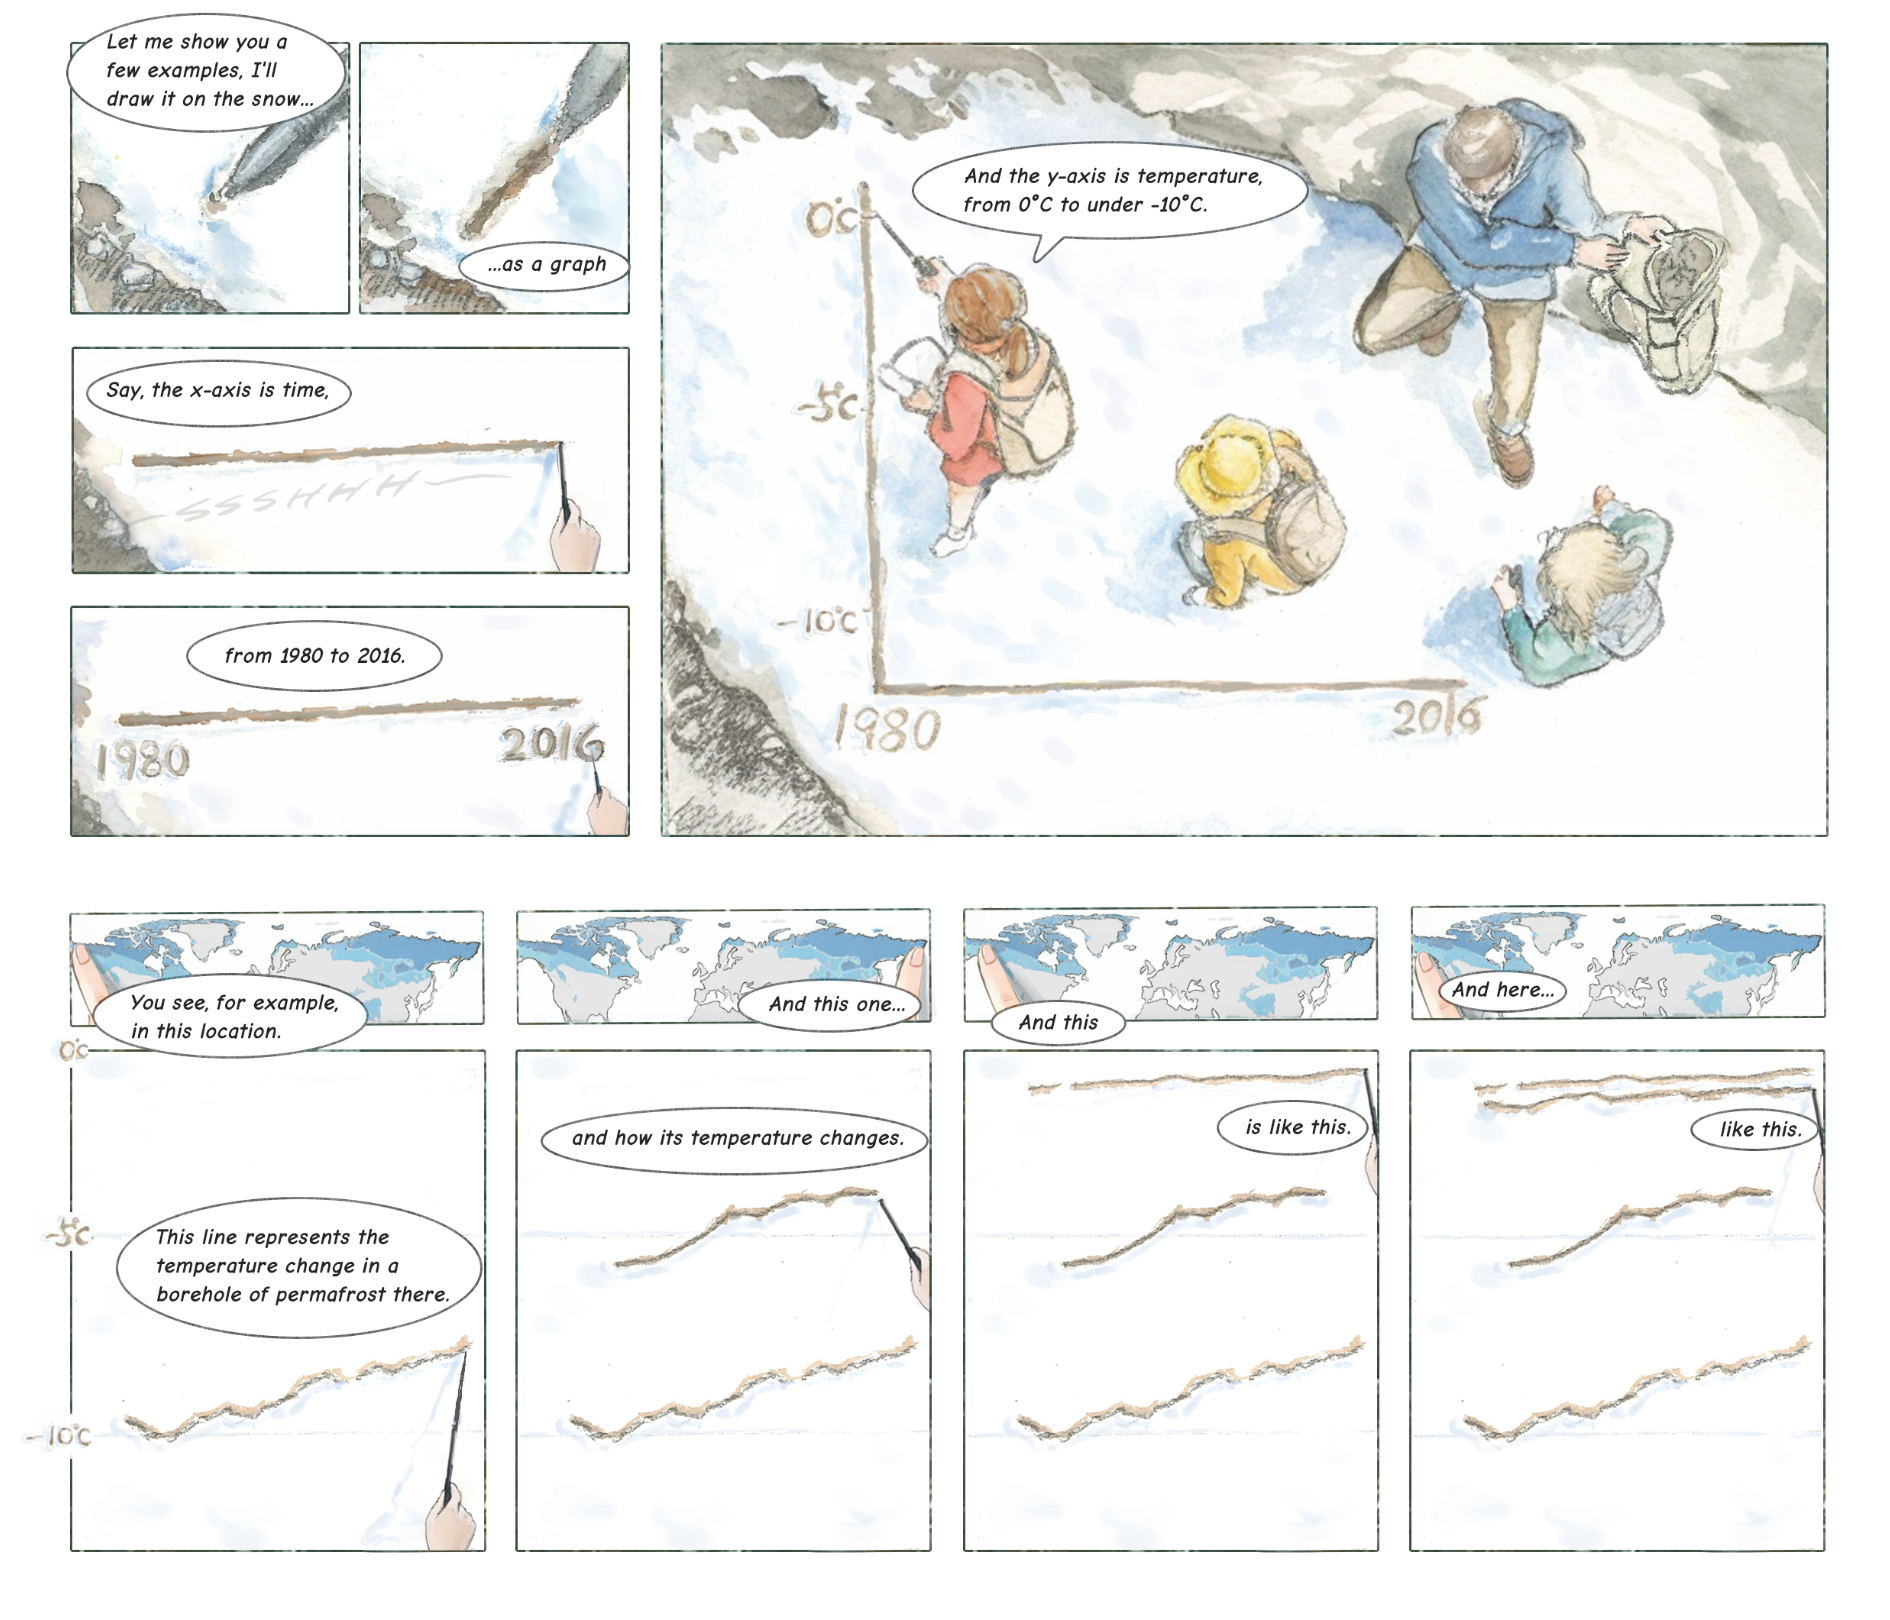 Let me show you a
few examples, I'll
draw it on the snow...
...as a graph
Say, the x-axis is time,
SSSHHH
from 1980 to 2016.
1980
2016
And the y-axis is temperature,
from 0°C to under -10°C.
0°C
-5°C
-10°C
1980
2016
You see, for example,
in this location.
And this one...
And this
And here...
0°C
-5°C
-10°C
This line represents the
temperature change in a
borehole of permafrost there.
and how its temperature changes.
is like this.
like this.